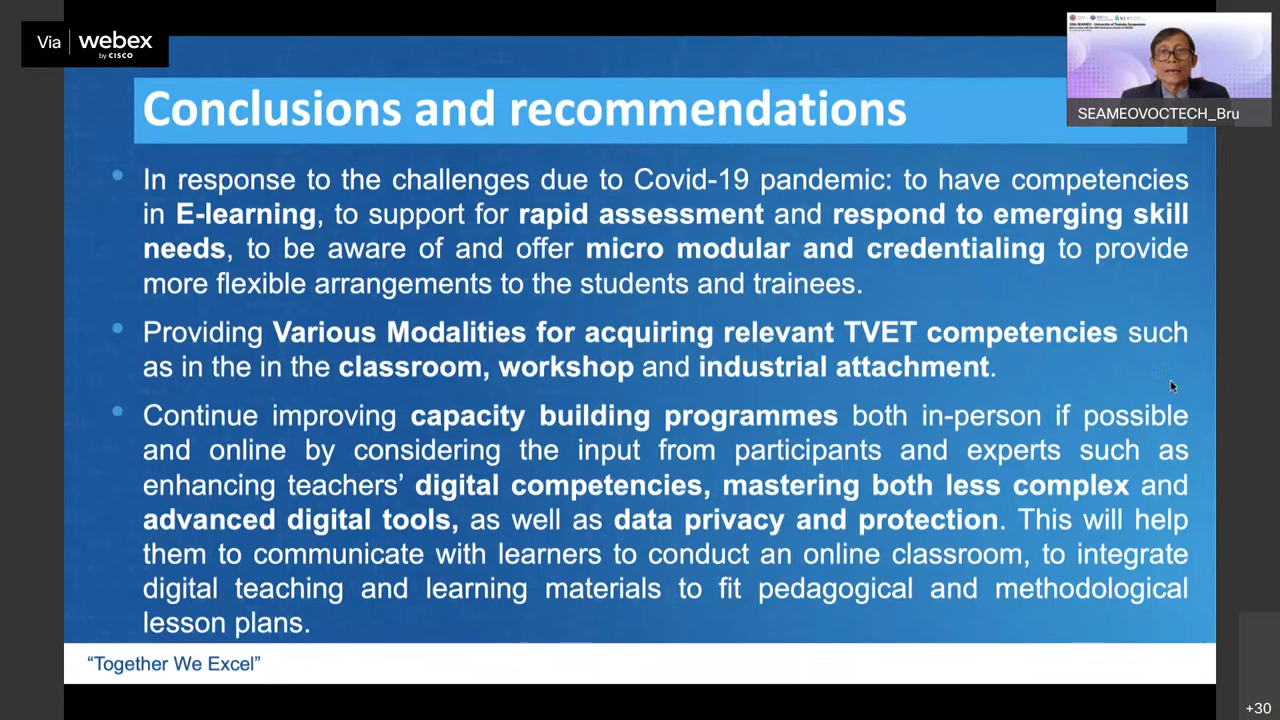 Via webex
by CISCO
SEAMEOVOCTECH_Bru
Conclusions and recommendations
In response to the challenges due to Covid-19 pandemic: to have competencies
in E-learning, to support for rapid assessment and respond to emerging skill
needs, to be aware of and offer micro modular and credentialing to provide
more flexible arrangements to the students and trainees.
Providing Various Modalities for acquiring relevant TVET competencies such
as in the in the classroom, workshop and industrial attachment.
Continue improving capacity building programmes both in-person if possible
and online by considering the input from participants and experts such as
enhancing teachers’ digital competencies, mastering both less complex and
advanced digital tools, as well as data privacy and protection. This will help
them to communicate with learners to conduct an online classroom, to integrate
digital teaching and learning materials to fit pedagogical and methodological
lesson plans.
“Together We Excel”
+30